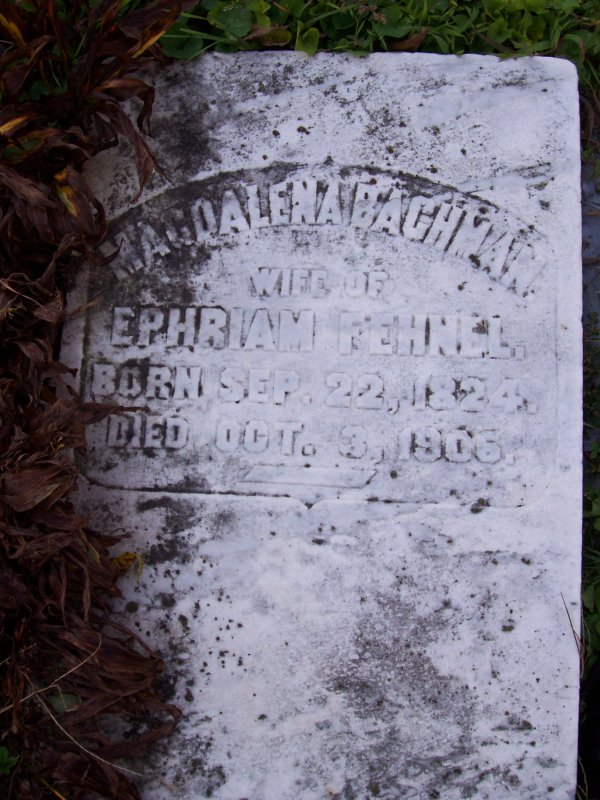 MAGDALENA BACHMAN.
WIFE OF
EPHRIAM FEHNEL.
BORN SEP. 22, 1824.
DIED OCT. 3, 1906.